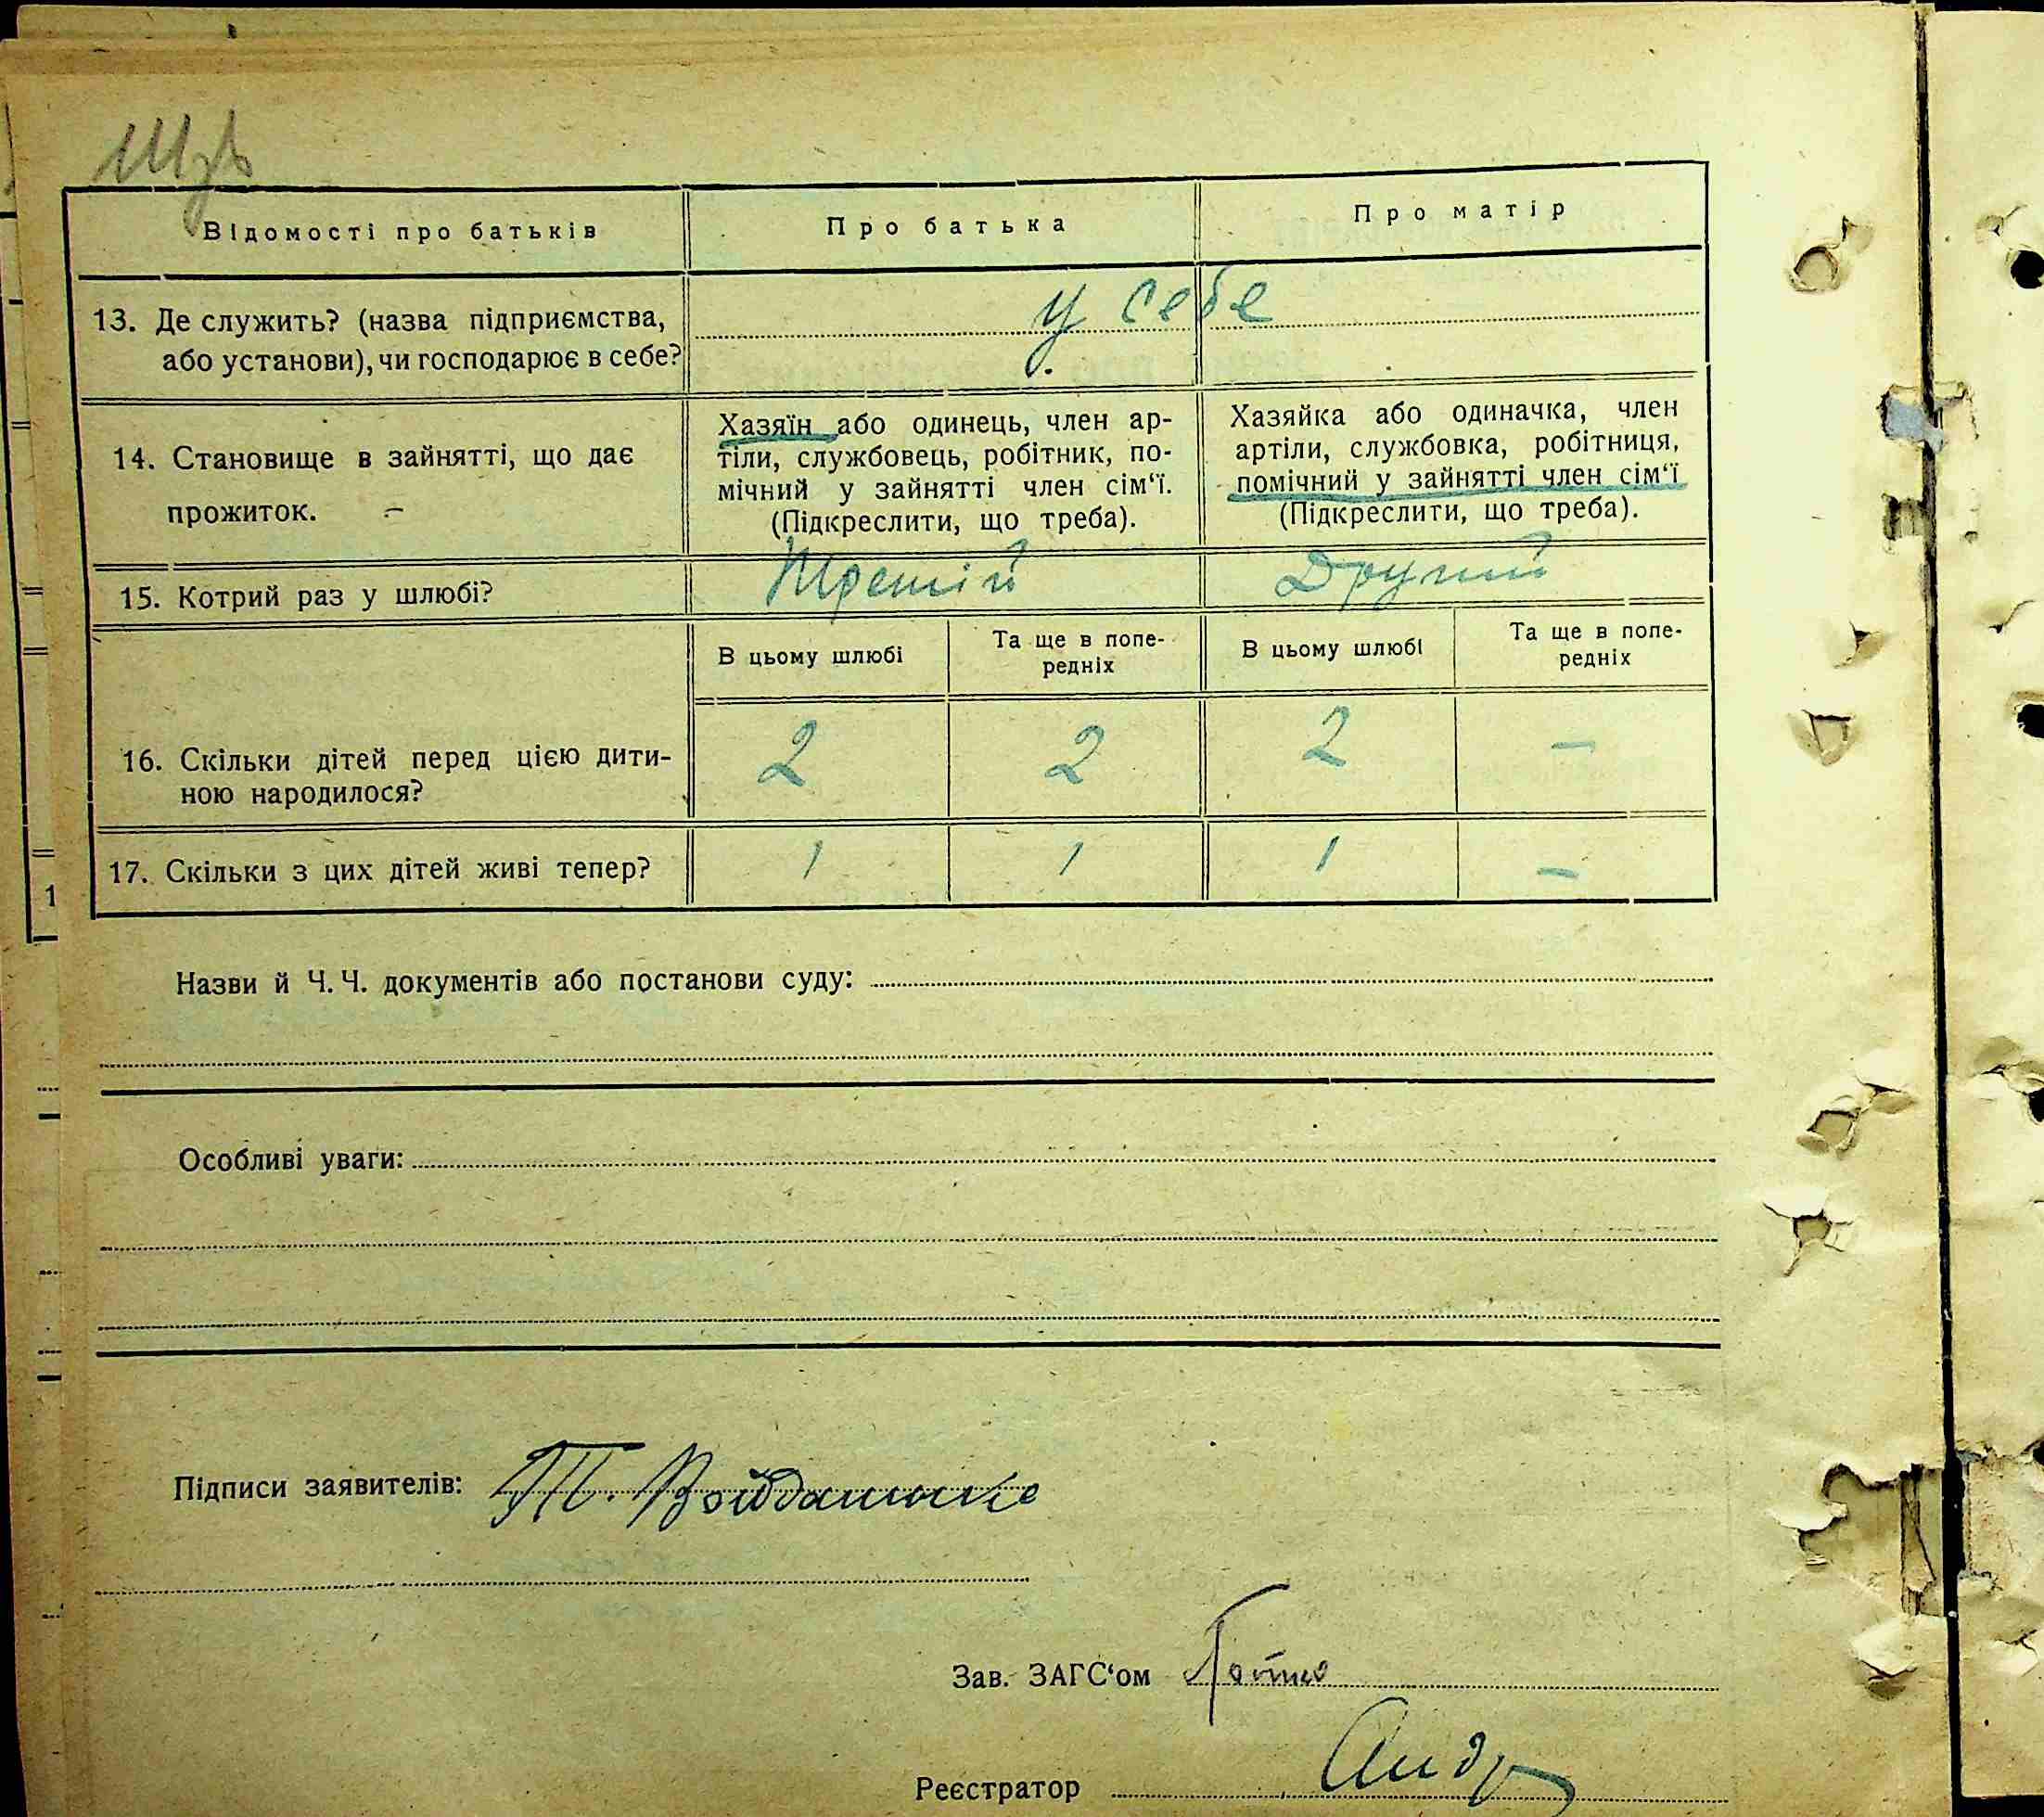 Відомості про батьків
Про батька
Про матір
13. Де служить? (назва підприємства,
або установи), чи господарює в себе?
у себе
14. Становище в зайнятті, що дає
прожиток. –
Хазяїн або одинець, член ар-
тіли, службовець, робітник, по-
мічний у зайнятті член сім‘ї.
(Підкреслити, що треба).
Хазяйка або одиначка, член
артіли, службовка, робітниця,
помічний у зайнятті член сім‘ї
(Підкреслити, що треба).
15. Котрий раз у шлюбі?
Третій
Другий
В цьому шлюбі
Та ще в попе-
редніх
В цьому шлюбі
Та ще в попе-
редніх
16. Скільки дітей перед цією дити-
ною народилося?
2
2
2
—
17. Скільки з цих дітей живі тепер?
1
1
1
—
1
Назви й Ч. Ч. документів або постанови суду:
Особливі уваги:
Підписи заявителів:
Зав. ЗАГС‘ом
Реєстратор